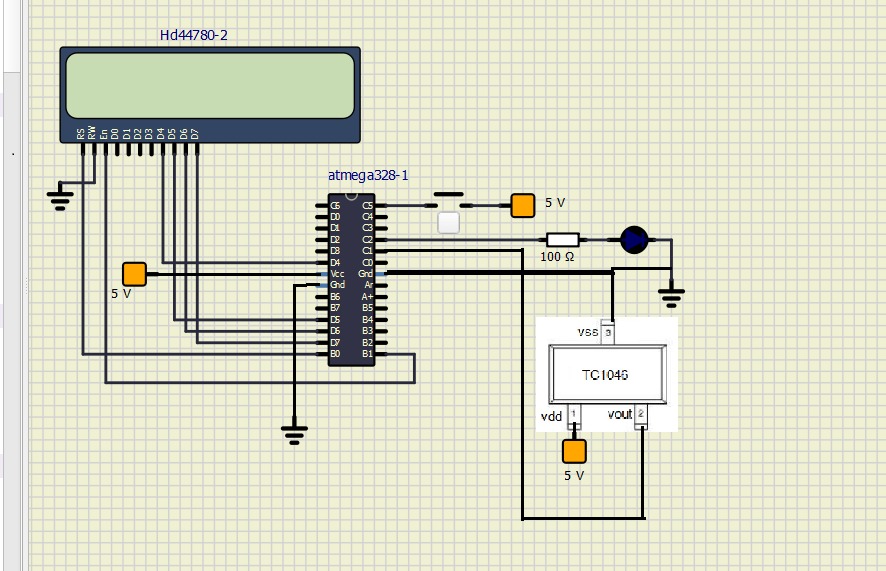 Hd44780-2
RS RW En D0 D1 D2 D3 D4 D5 D6 D7
atmega328-1
C6 C5
D0 C4
D1 C3
D2 C2
D3 C1
D4 C0
Vcc Gnd
Gnd Ar
B6 A+
B7 B5
D5 B4
D6 B3
D7 B2
B0 B1
5 V
5 V
100 Ω
vss 3
TC1046
vdd 1 vout 2
5 V